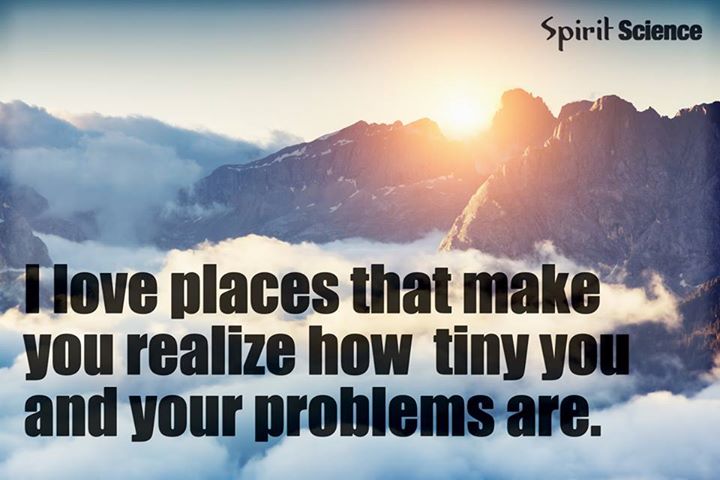 Spirit Science
I love places that make
you realize how tiny you
and your problems are.